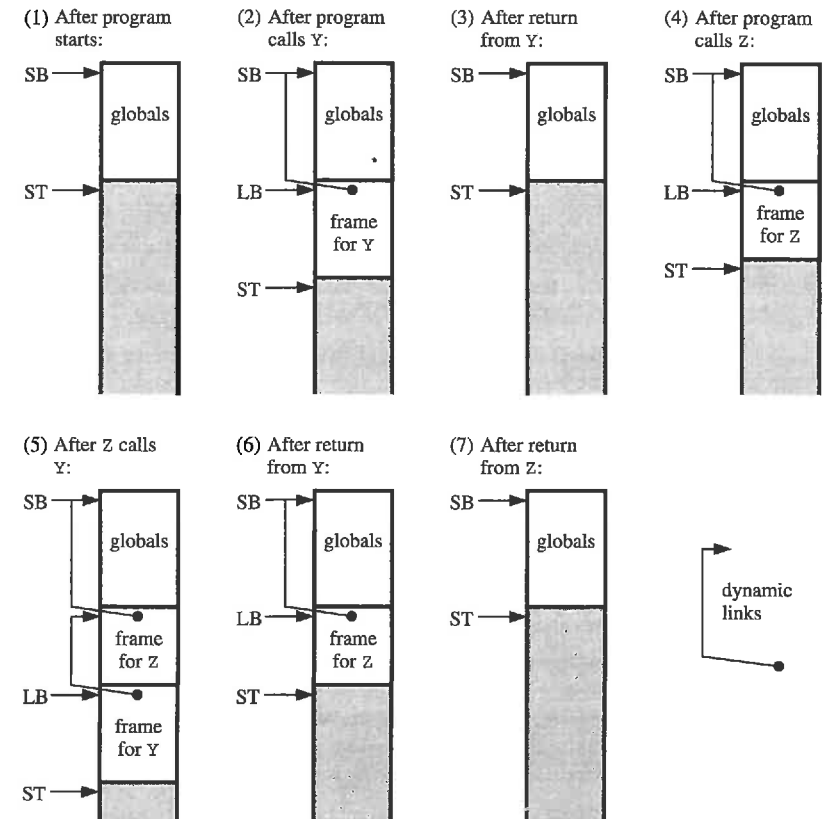 (1) After program
starts:
SB
globals
ST
(2) After program
calls Y:
SB
globals
LB
frame
for Y
ST
(3) After return
from Y:
SB
globals
ST
(4) After program
calls Z:
SB
globals
LB
frame
for Z
ST
(5) After Z calls
Y:
SB
globals
frame
for Z
LB
frame
for Y
ST
(6) After return
from Y:
SB
globals
LB
frame
for Z
ST
(7) After return
from Z:
SB
globals
ST
dynamic
links